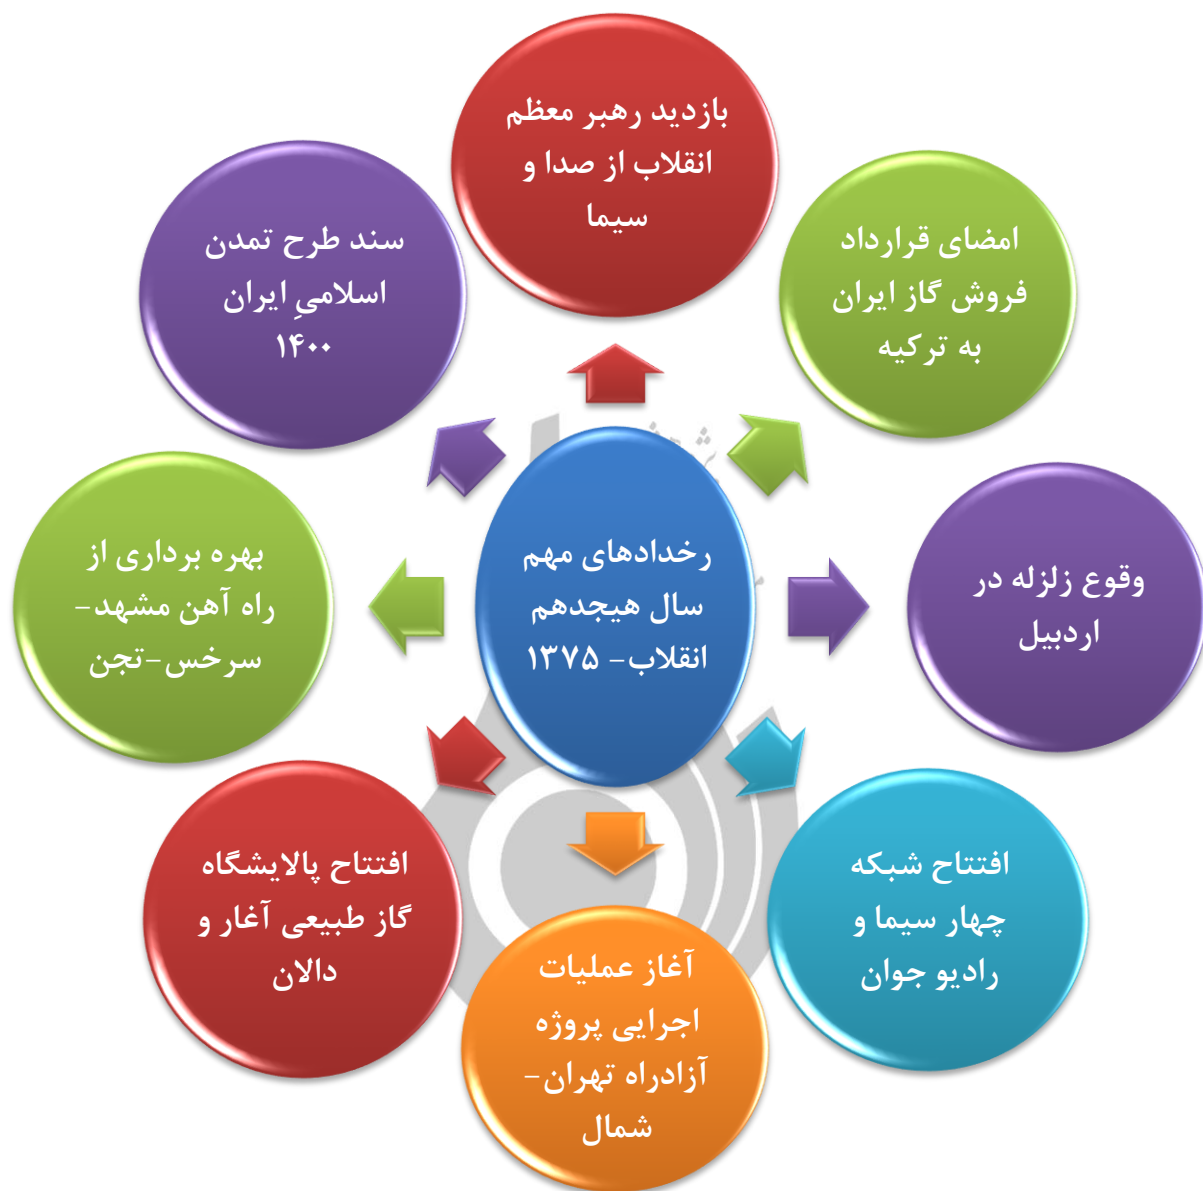 بازدید رهبر معظم
انقلاب از صدا و
سیما
امضای قرارداد
فروش گاز ایران
به ترکیه
وقوع زلزله در
اردبیل
افتتاح شبکه
چهار سیما و
رادیو جوان
آغاز عملیات
اجرایی پروژه
آزادراه تهران-
شمال
افتتاح پالایشگاه
گاز طبیعی آغار و
دالان
بهره برداری از
راه آهن مشهد-
سرخس-تجن
سند طرح تمدن
اسلامیِ ایران
۱۴۰۰
رخدادهای مهم
سال هیجدهم
انقلاب- ۱۳۷۵